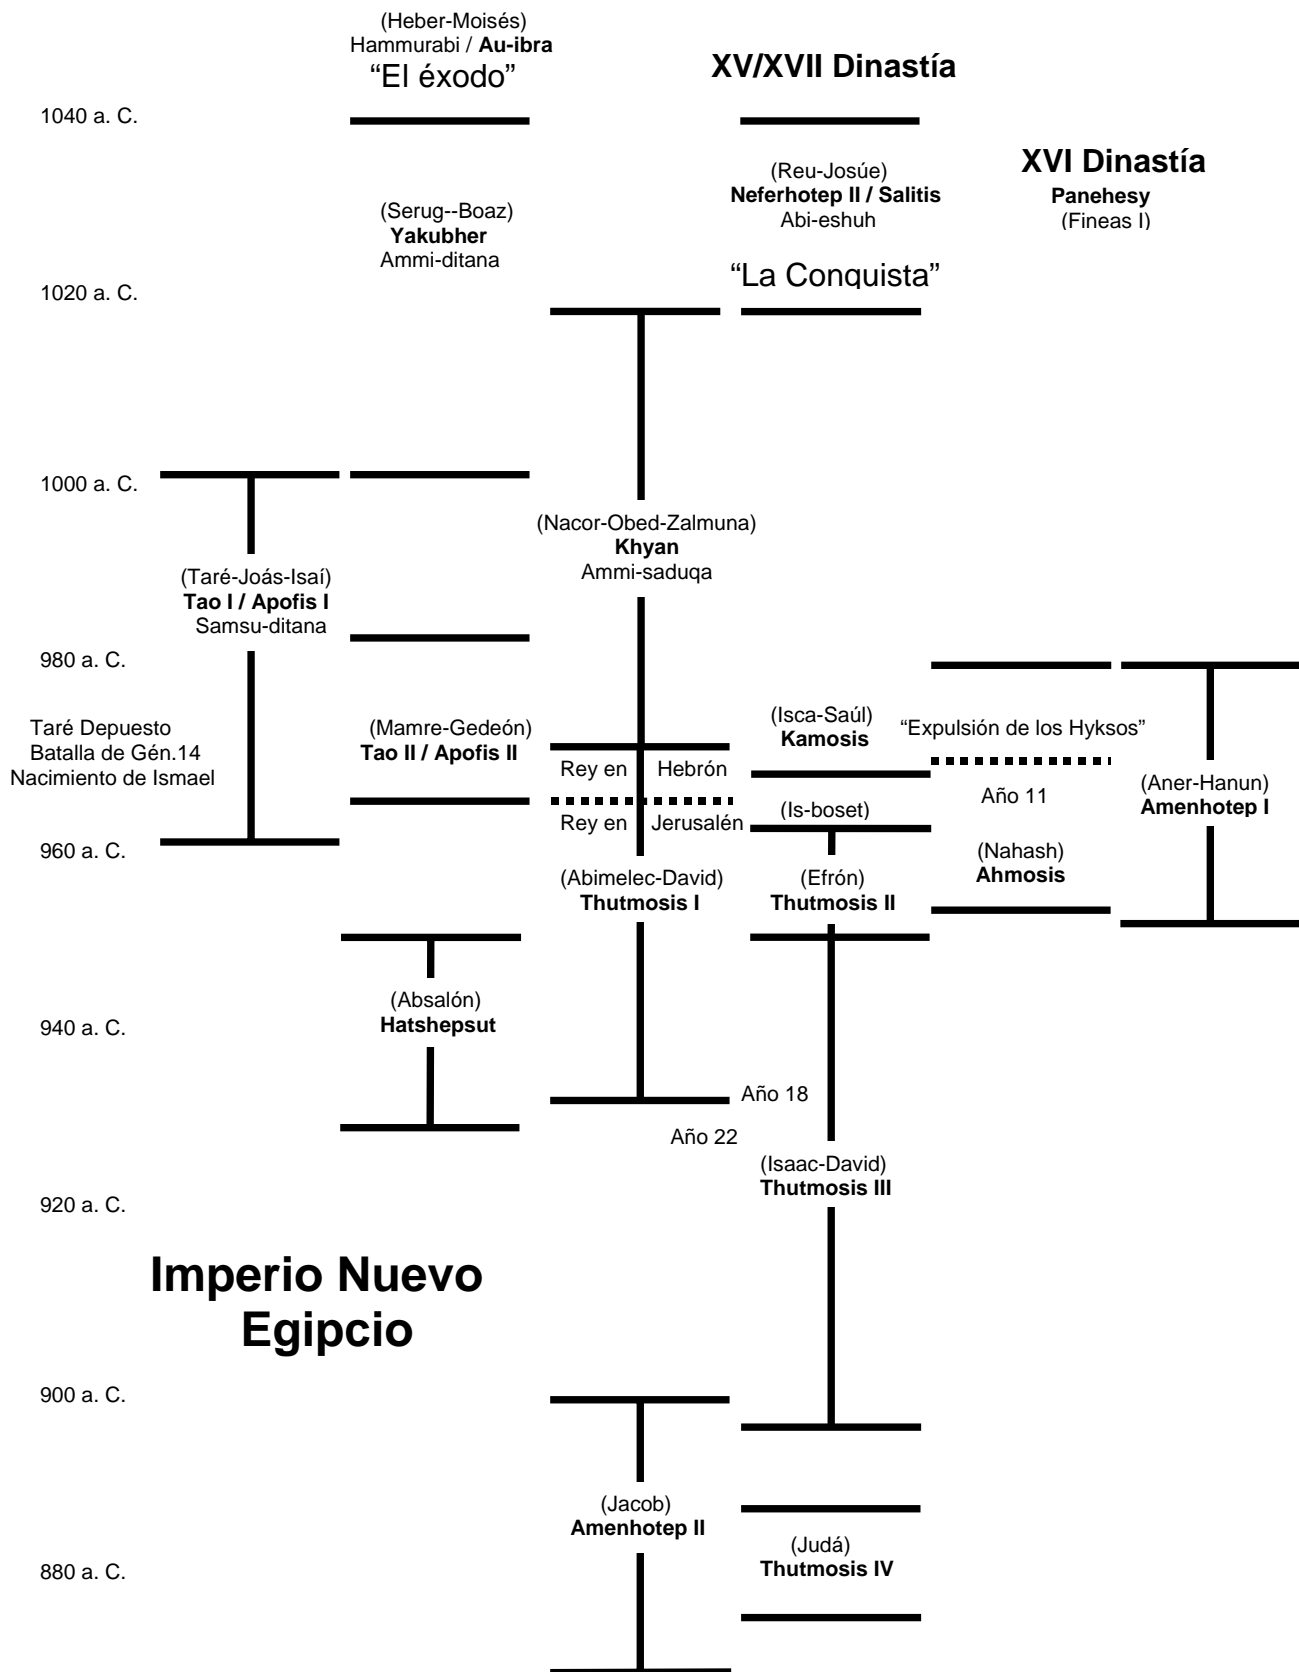 (Heber-Moisés)
Hammurabi / Au-ibra
“El éxodo”
XV/XVII Dinastía
1040 a. C.
XVI Dinastía
Panehesy
(Fineas I)
(Reu-Josúe)
Neferhotep II / Salitis
Abi-eshuh
(Serug--Boaz)
Yakubher
Ammi-ditana
“La Conquista”
1020 a. C.
1000 a. C.
(Nacor-Obed-Zalmuna)
Khyan
Ammi-saduqa
(Taré-Joás-Isaí)
Tao I / Apofis I
Samsu-ditana
980 a. C.
Taré Depuesto
Batalla de Gén.14
Nacimiento de Ismael
(Mamre-Gedeón)
Tao II / Apofis II
(Isca-Saúl)
Kamosis
“Expulsión de los Hyksos”
Rey en Hebrón
Año 11
(Aner-Hanun)
Amenhotep I
Rey en Jerusalén
(Is-boset)
960 a. C.
(Abimelec-David)
Thutmosis I
(Efrón)
Thutmosis II
(Nahash)
Ahmosis
(Absalón)
Hatshepsut
940 a. C.
Año 18
Año 22
(Isaac-David)
Thutmosis III
920 a. C.
Imperio Nuevo
Egipcio
900 a. C.
(Jacob)
Amenhotep II
(Judá)
Thutmosis IV
880 a. C.